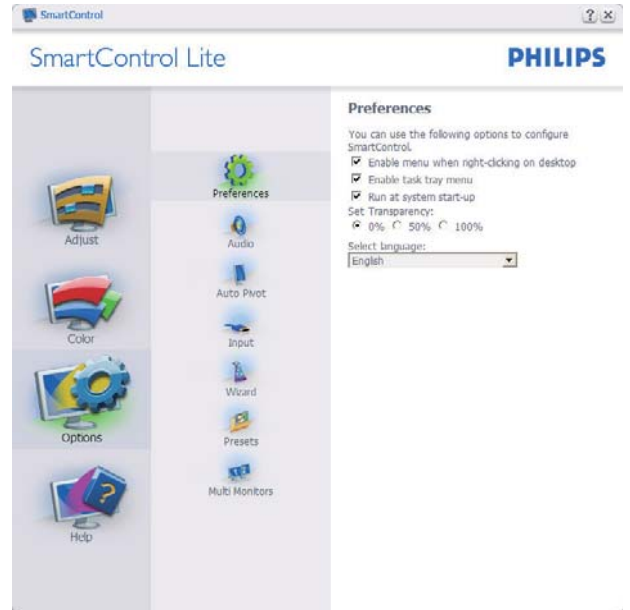 SmartControl
SmartControl Lite
PHILIPS
Adjust
Color
Options
Help
Preferences
Audio
Auto Pivot
Input
Wizard
Presets
Multi Monitors
Preferences
You can use the following options to configure
SmartControl.
Enable menu when right-clicking on desktop
Enable task tray menu
Run at system start-up
Set Transparency:
0% 50% 100%
Select language:
English